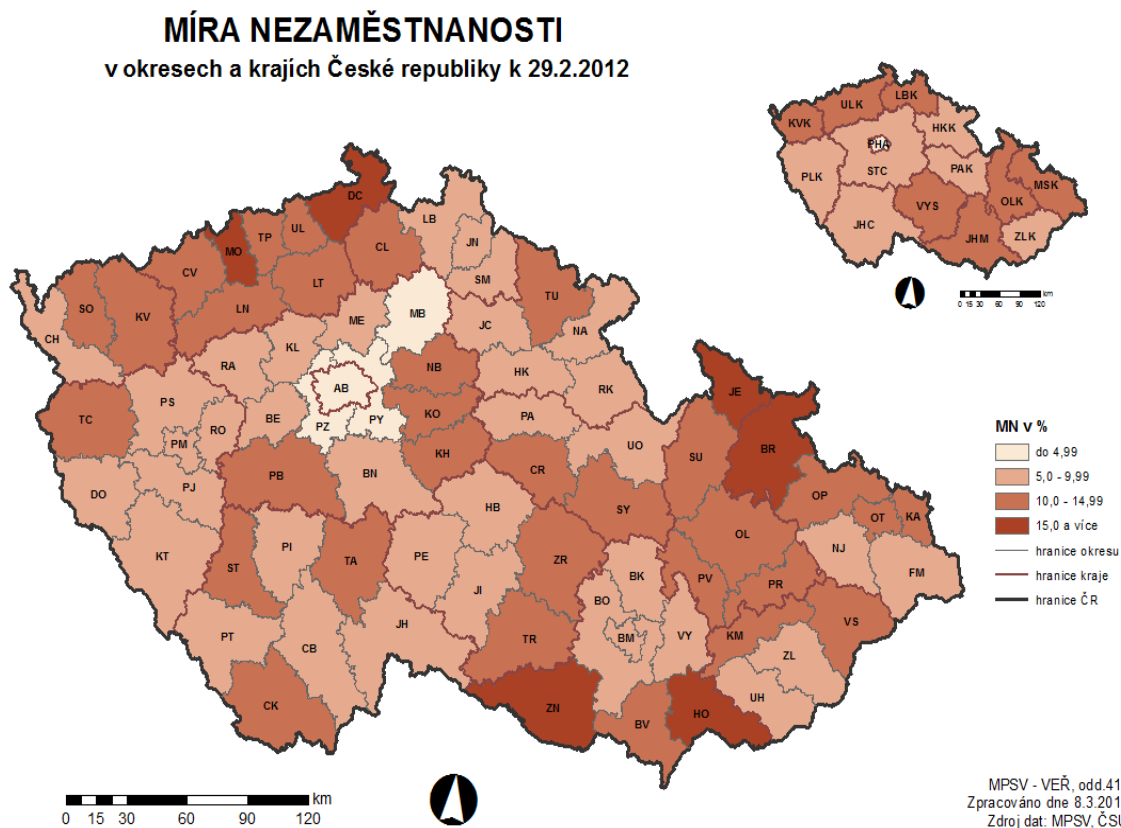 MÍRA NEZAMĚSTNANOSTI
v okresech a krajích České republiky k 29.2.2012
KVK
ULK
LBK
HKK
PHA
STC
PLK
PAK
JHC
VYS
OLK
MSK
JHM
ZLK
0 15 30 60 90 120
DC
LB
JN
UL
TP
MO
CL
SM
CV
LT
TU
SO
KV
LN
MB
ME
JC
NA
CH
KL
RA
NB
HK
RK
AB
TC
PS
BE
PZ
PY
KO
PA
JE
RO
PM
UO
KH
BR
CR
SU
PB
BN
DO
PJ
OP
HB
SY
OT
KA
OL
KT
PI
NJ
ST
TA
PE
ZR
FM
BK
PV
PR
JI
BO
VS
JH
BM
VY
KM
TR
PT
CB
ZL
UH
CK
ZN
BV
HO
MN v %
do 4,99
5,0 - 9,99
10,0 - 14,99
15,0 a více
hranice okresu
hranice kraje
hranice ČR
km
0 15 30 60 90 120
MPSV - VEŘ, odd.41
Zpracováno dne 8.3.201
Zdroj dat: MPSV, ČSÚ